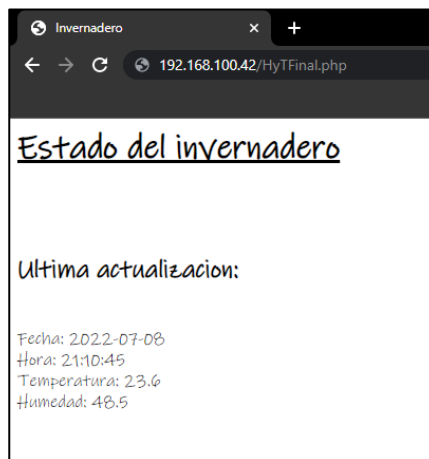 Invernadero
192.168.100.42/HyTFinal.php
Estado del invernadero
Ultima actualizacion:
Fecha: 2022-07-08
Hora: 21:10:45
Temperatura: 23.6
Humedad: 48.5